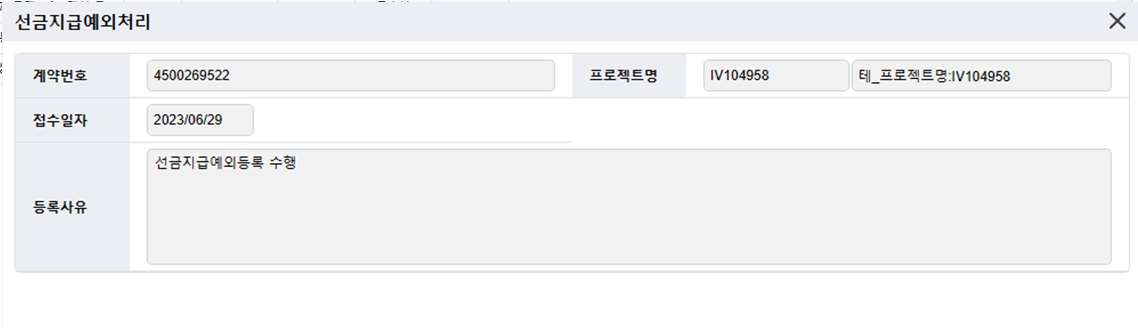 선금지급예외처리
계약번호 4500269522 프로젝트명 IV104958 테_프로젝트명:IV104958
접수일자 2023/06/29
등록사유 선금지급예외등록 수행